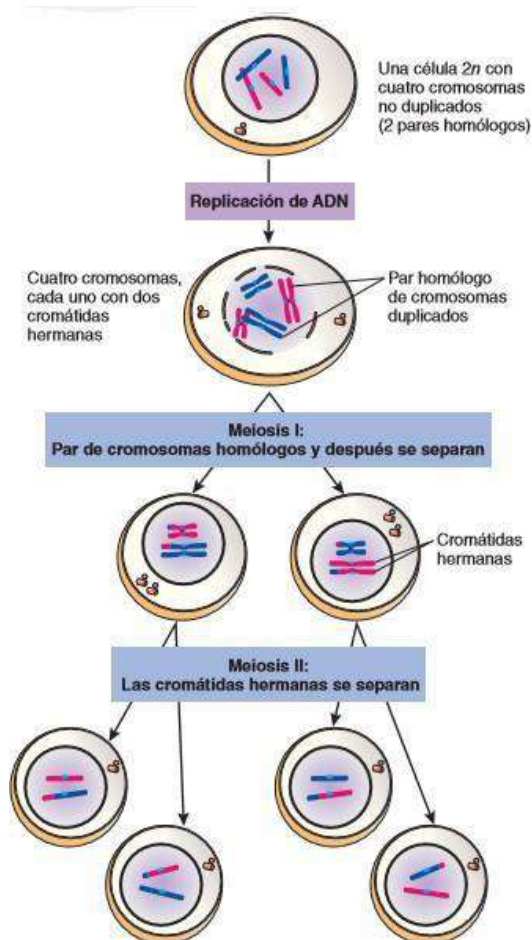 Una célula 2n con
cuatro cromosomas
no duplicados
(2 pares homólogos)
Replicación de ADN
Cuatro cromosomas,
cada uno con dos
cromátidas
hermanas
Par homólogo
de cromosomas
duplicados
Meiosis I:
Par de cromosomas homólogos y después se separan
Cromátidas
hermanas
Meiosis II:
Las cromátidas hermanas se separan